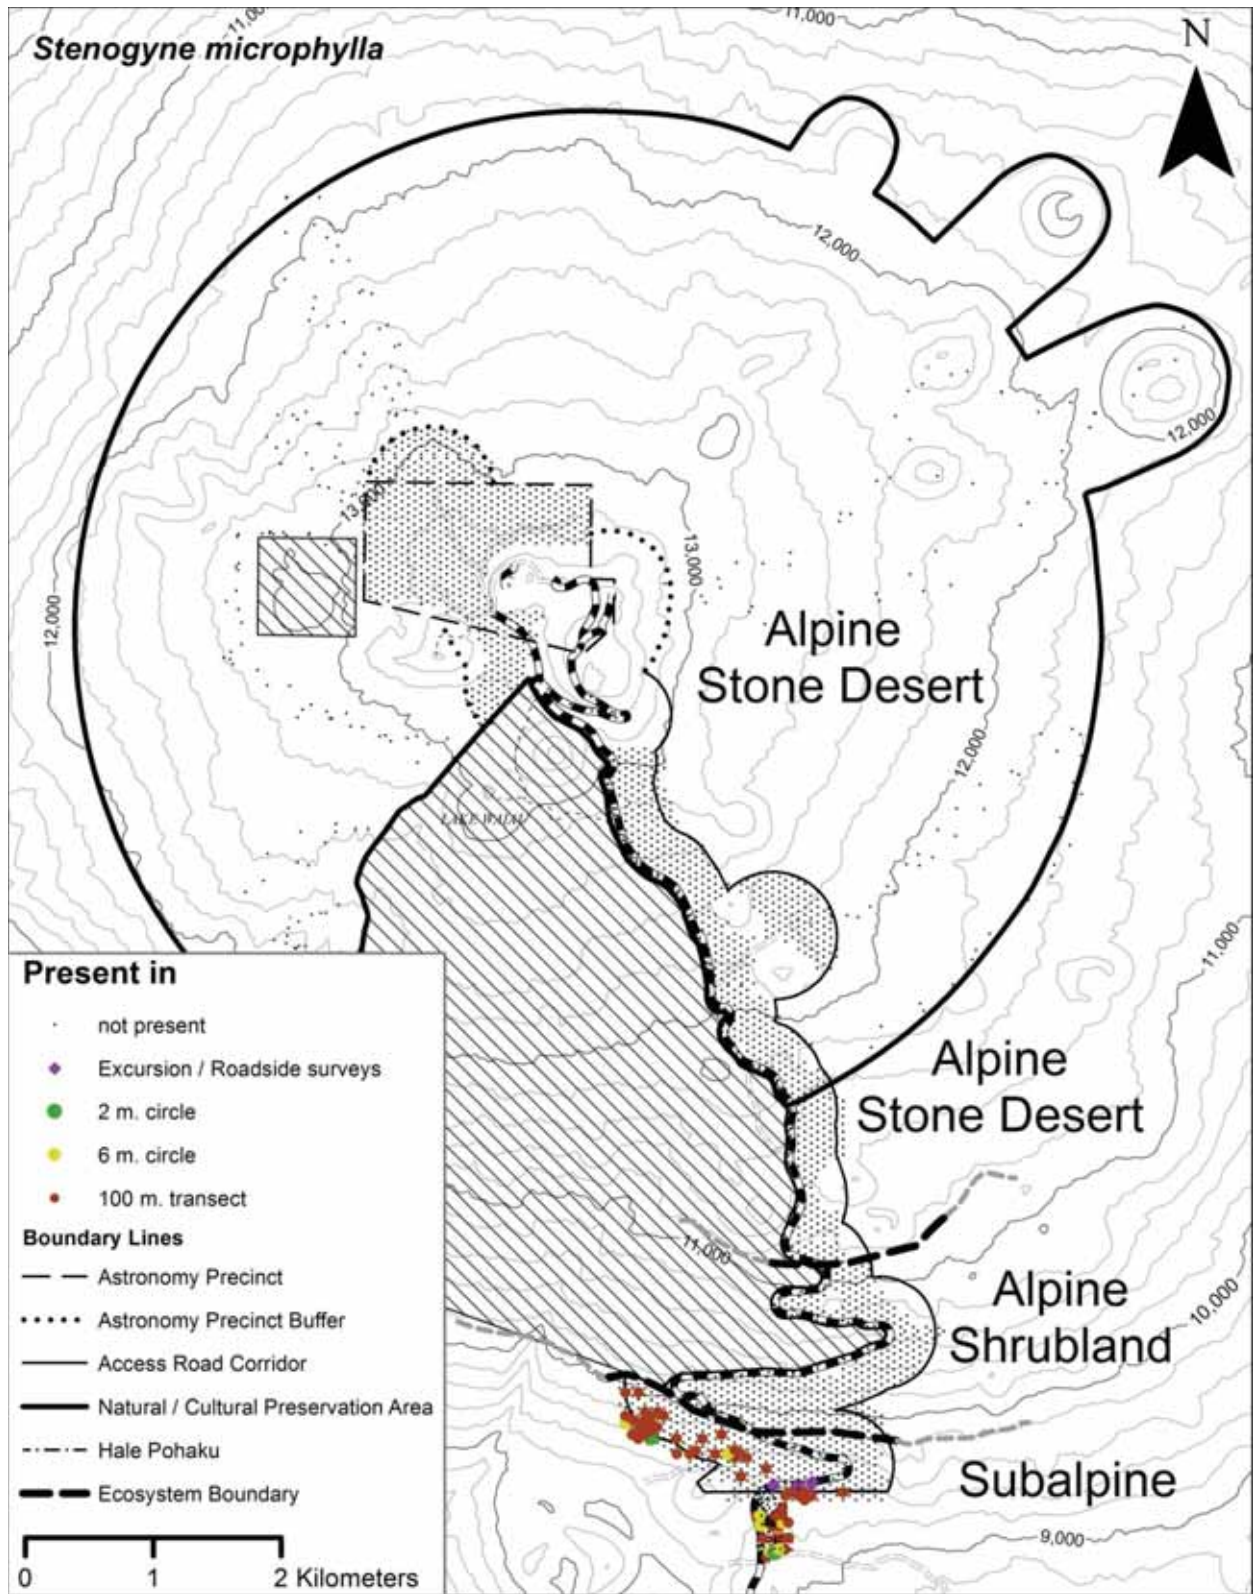 11,000
11,000
Stenogyne microphylla
N
12,000
12,000
13,000
13,000
12,000
Alpine
Stone Desert
12,000
LAKE WAIAU
11,000
Present in
not present
Excursion / Roadside surveys
2 m. circle
6 m. circle
100 m. transect
Boundary Lines
Astronomy Precinct
Astronomy Precinct Buffer
Access Road Corridor
Natural / Cultural Preservation Area
Hale Pohaku
Ecosystem Boundary
0 1 2 Kilometers
Alpine
Stone Desert
11,000
Alpine
Shrubland
10,000
Subalpine
9,000